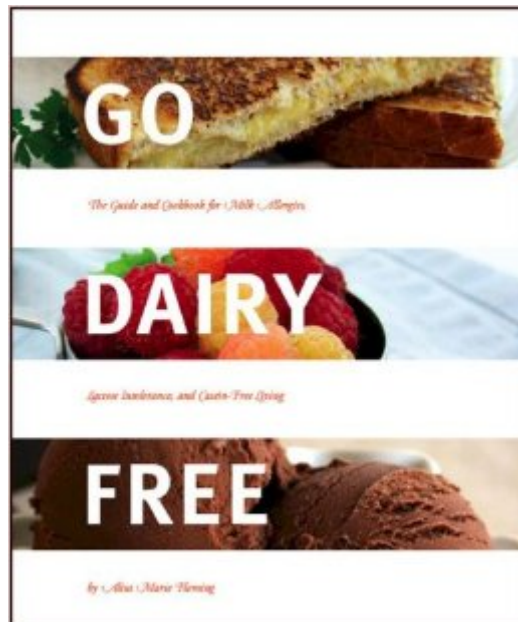 GO
The Guide and Cookbook for Milk Allergies,
DAIRY
Lactose Intolerance, and Casein-Free Living
FREE
by Alisa Marie Fleming